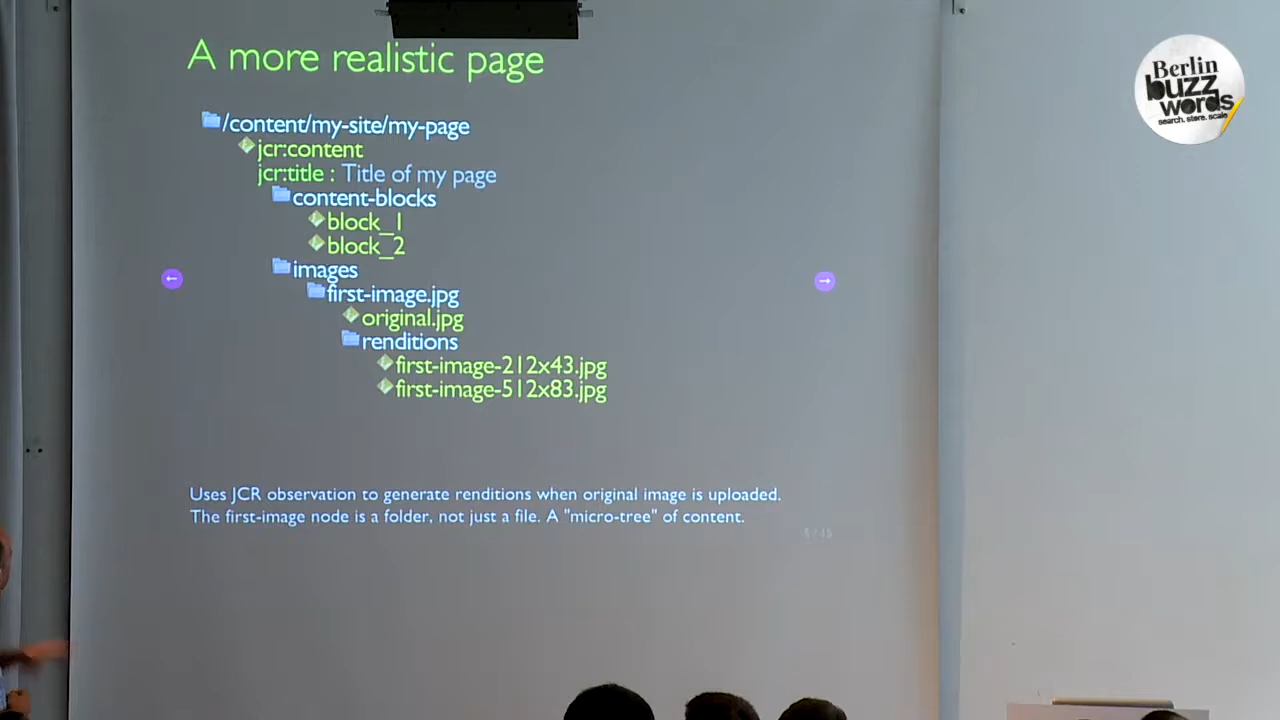 A more realistic page
/content/my-site/my-page
jcr:content
jcr:title : Title of my page
content-blocks
block_1
block_2
images
first-image.jpg
original.jpg
renditions
first-image-212x43.jpg
first-image-512x83.jpg
Uses JCR observation to generate renditions when original image is uploaded.
The first-image node is a folder, not just a file. A "micro-tree" of content.
Berlin
buzz
words
search. store. scale.